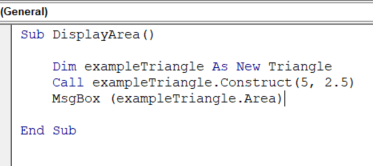 (General)
Sub DisplayArea()
Dim exampleTriangle As New Triangle
Call exampleTriangle.Construct(5, 2.5)
MsgBox (exampleTriangle.Area)
End Sub